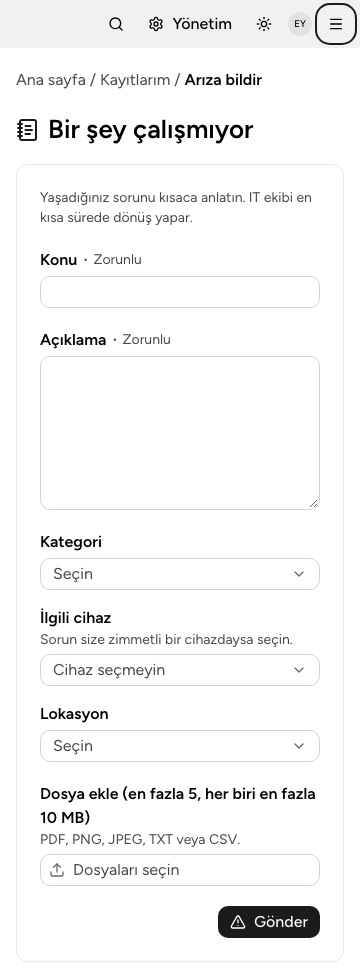 Yönetim
EY
Ana sayfa / Kayıtlarım / Arıza bildir
Bir şey çalışmıyor
Yaşadığınız sorunu kısaca anlatın. IT ekibi en
kısa sürede dönüş yapar.
Konu · Zorunlu
Açıklama · Zorunlu
Kategori
Seçin
İlgili cihaz
Sorun size zimmetli bir cihazdaysa seçin.
Cihaz seçmeyin
Lokasyon
Seçin
Dosya ekle (en fazla 5, her biri en fazla
10 MB)
PDF, PNG, JPEG, TXT veya CSV.
Dosyaları seçin
Gönder